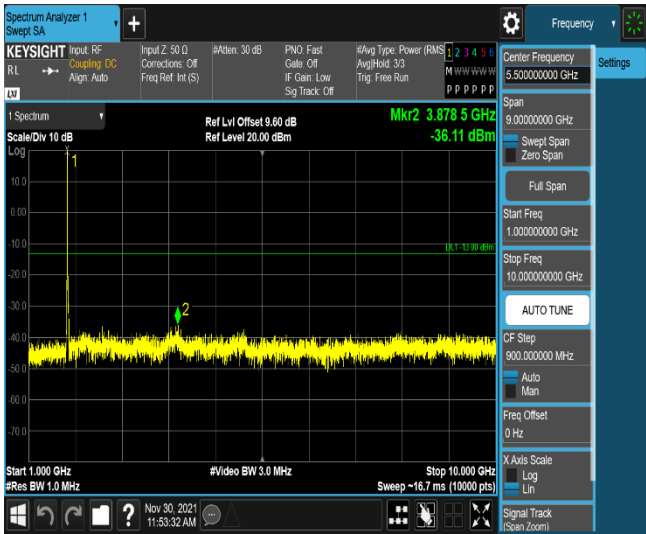 Spectrum Analyzer 1
Swept SA
+
Frequency
KEYSIGHT
RL
LXI
Input: RF
Coupling: DC
Align: Auto
Input Z: 50 Ω
Corrections: Off
Freq Ref: Int (S)
#Atten: 30 dB
PNO: Fast
Gate: Off
IF Gain: Low
Sig Track: Off
#Avg Type: Power (RMS
Avg|Hold: 3/3
Trig: Free Run
1 2 3 4 5 6
M W W W W W
P P P P P P
Settings
Center Frequency
5.500000000 GHz
Span
9.00000000 GHz
Swept Span
Zero Span
Full Span
Start Freq
1.000000000 GHz
Stop Freq
10.000000000 GHz
AUTO TUNE
CF Step
900.000000 MHz
Auto
Man
Freq Offset
0 Hz
X Axis Scale
Log
Lin
Signal Track
(Span Zoom)
1 Spectrum
Scale/Div 10 dB
Log
Ref Lvl Offset 9.60 dB
Ref Level 20.00 dBm
Mkr2 3.878 5 GHz
-36.11 dBm
1
10.0
0.00
-10.0
DL1 -13.00 dBm
-20.0
-30.0
2
-40.0
-50.0
-60.0
-70.0
Start 1.000 GHz
#Res BW 1.0 MHz
#Video BW 3.0 MHz
Stop 10.000 GHz
Sweep ~16.7 ms (10000 pts)
?
Nov 30, 2021
11:53:32 AM